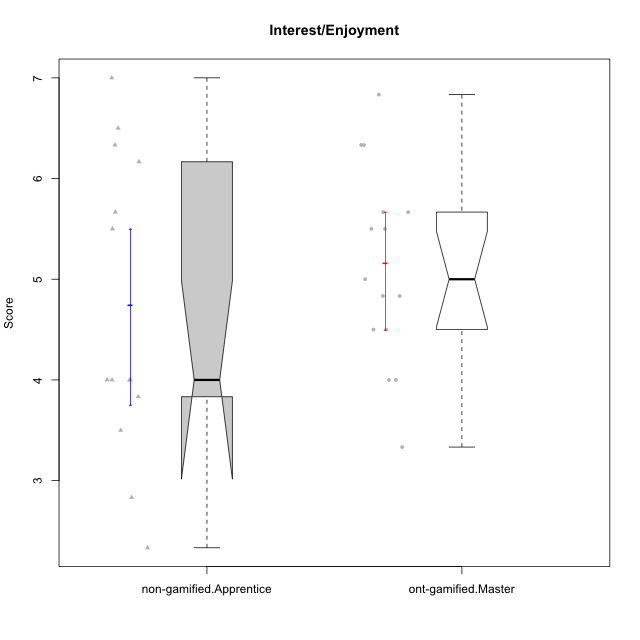 Interest/Enjoyment
Score
7
6
5
4
3
non-gamified.Apprentice
ont-gamified.Master